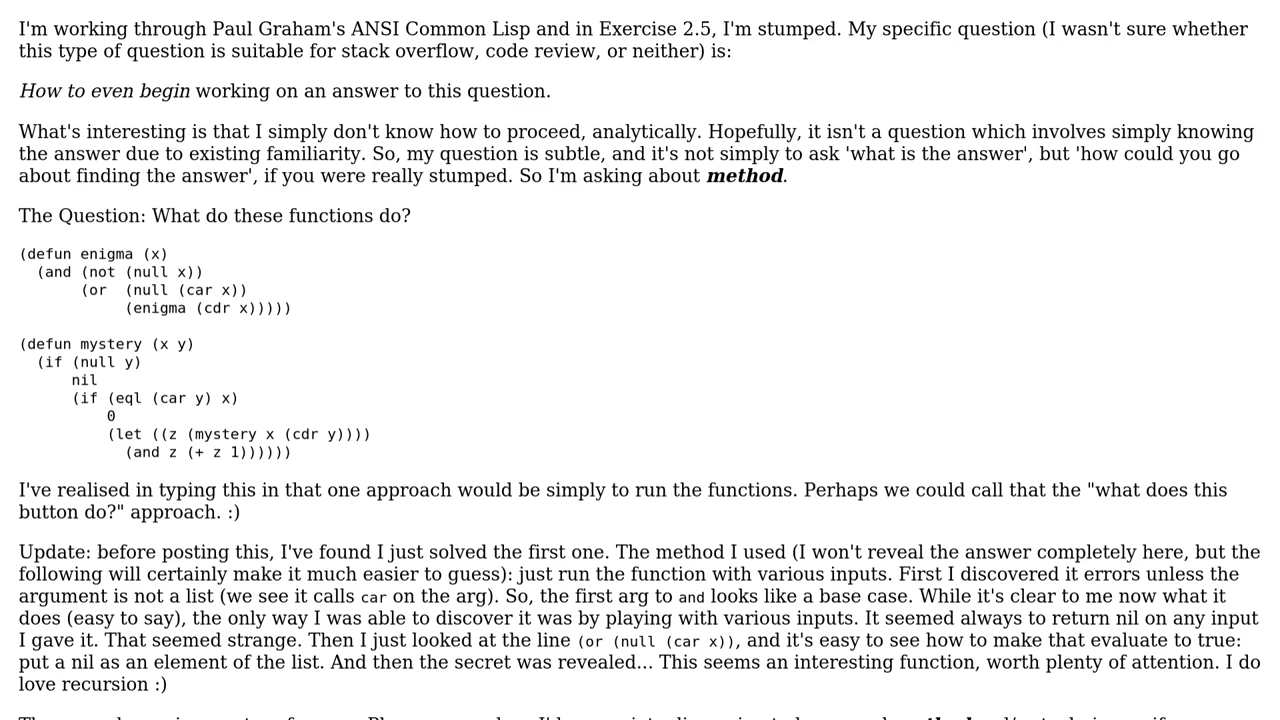 I'm working through Paul Graham's ANSI Common Lisp and in Exercise 2.5, I'm stumped. My specific question (I wasn't sure whether
this type of question is suitable for stack overflow, code review, or neither) is:
How to even begin working on an answer to this question.
What's interesting is that I simply don't know how to proceed, analytically. Hopefully, it isn't a question which involves simply knowing
the answer due to existing familiarity. So, my question is subtle, and it's not simply to ask 'what is the answer', but 'how could you go
about finding the answer', if you were really stumped. So I'm asking about method.
The Question: What do these functions do?
(defun enigma (x)
  (and (not (null x))
       (or  (null (car x))
            (enigma (cdr x)))))
(defun mystery (x y)
  (if (null y)
      nil
      (if (eql (car y) x)
          0
          (let ((z (mystery x (cdr y))))
            (and z (+ z 1))))))
I've realised in typing this in that one approach would be simply to run the functions. Perhaps we could call that the "what does this
button do?" approach. :)
Update: before posting this, I've found I just solved the first one. The method I used (I won't reveal the answer completely here, but the
following will certainly make it much easier to guess): just run the function with various inputs. First I discovered it errors unless the
argument is not a list (we see it calls car on the arg). So, the first arg to and looks like a base case. While it's clear to me now what it
does (easy to say), the only way I was able to discover it was by playing with various inputs. It seemed always to return nil on any input
I gave it. That seemed strange. Then I just looked at the line (or (null (car x)), and it's easy to see how to make that evaluate to true:
put a nil as an element of the list. And then the secret was revealed... This seems an interesting function, worth plenty of attention. I do
love recursion :)